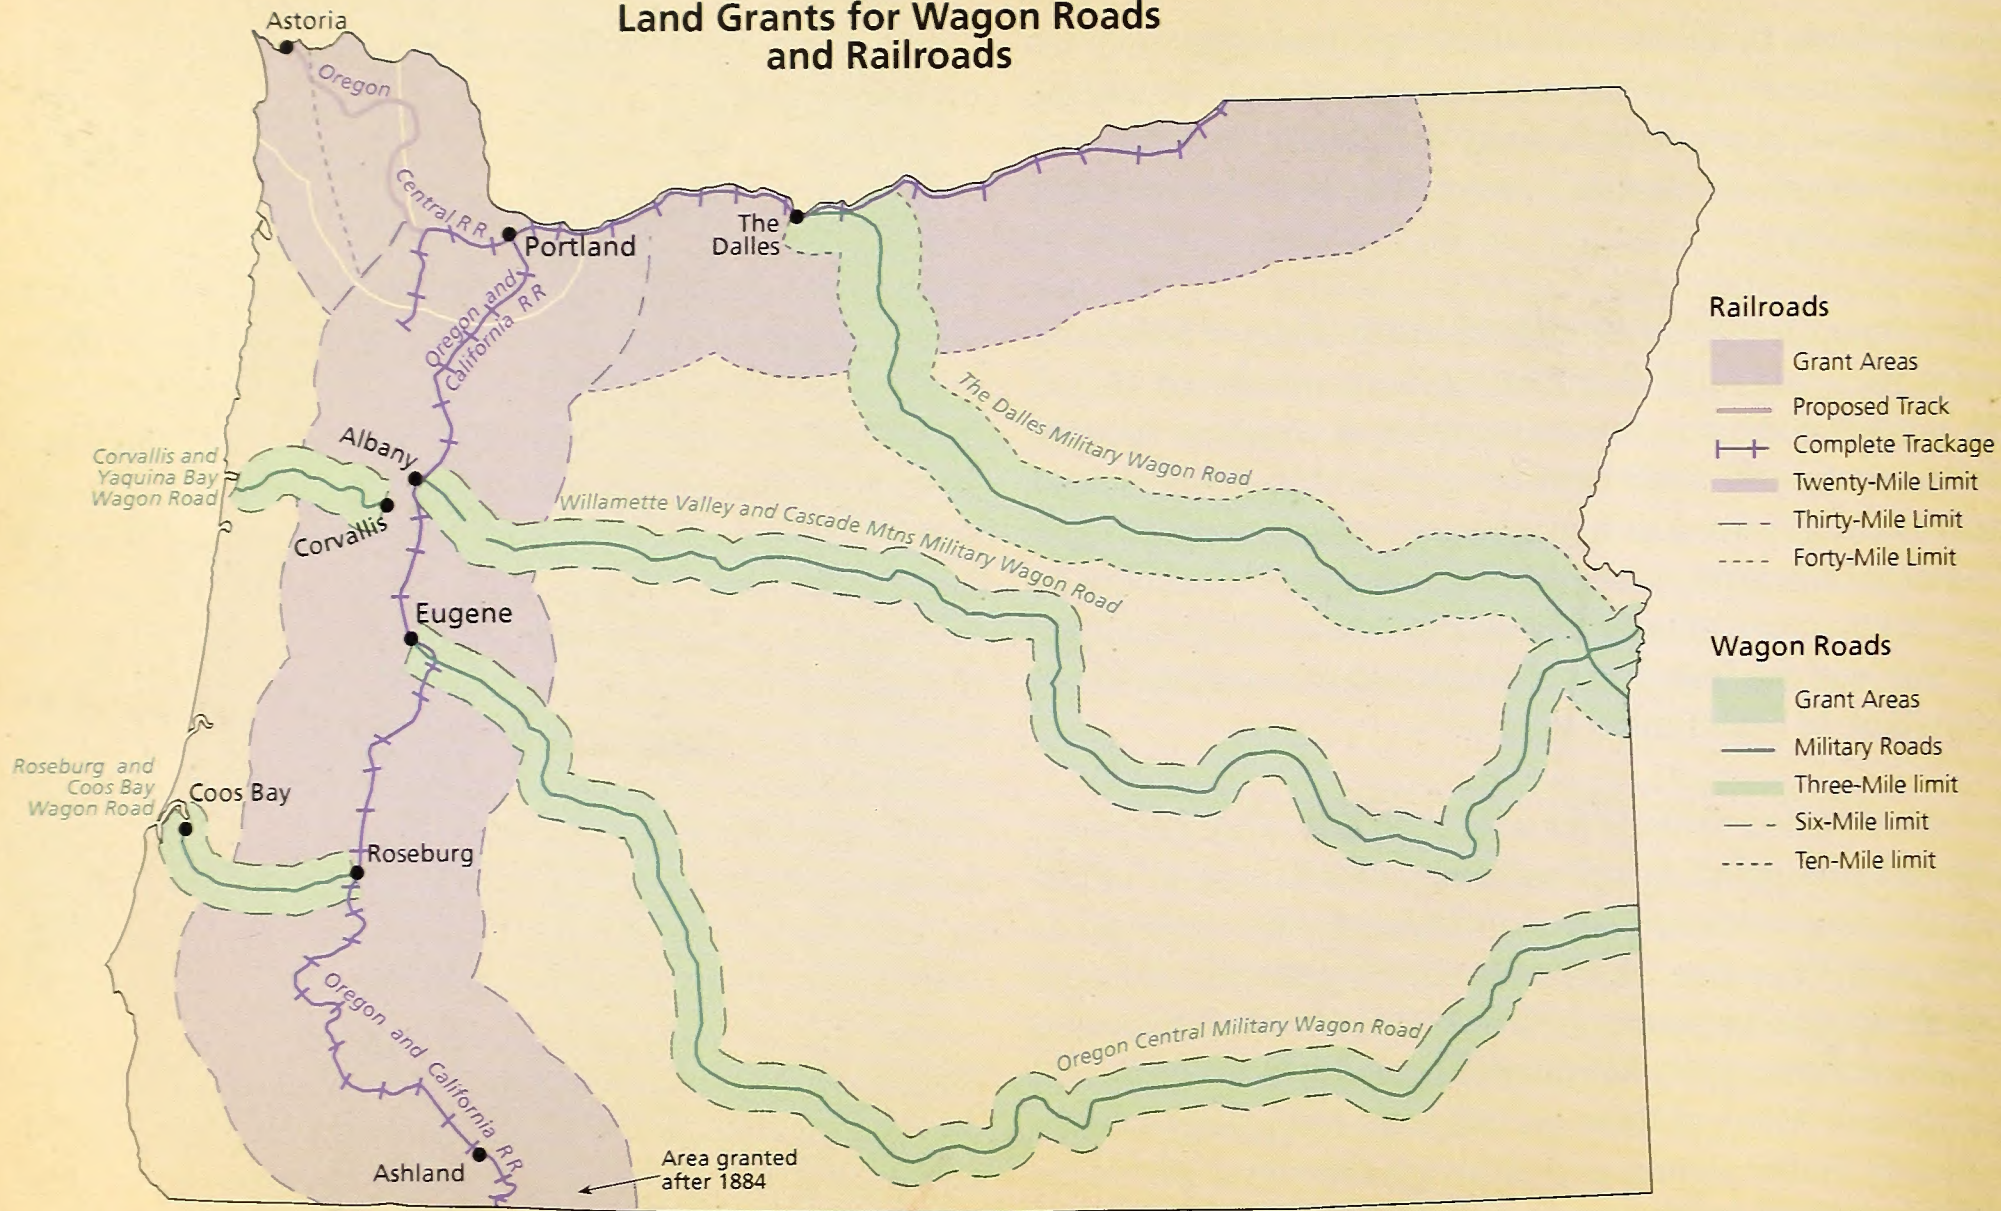 Land Grants for Wagon Roads
and Railroads
Astoria
Oregon
Central RR
Portland
The
Dalles
Oregon and
California RR
Albany
Corvallis and
Yaquina Bay
Wagon Road
Corvallis
The Dalles Military Wagon Road
Willamette Valley and Cascade Mtns Military Wagon Road
Eugene
Roseburg and
Coos Bay
Wagon Road
Coos Bay
Roseburg
Oregon and California RR
Oregon Central Military Wagon Road
Ashland
Area granted
after 1884
Railroads
Grant Areas
Proposed Track
Complete Trackage
Twenty-Mile Limit
Thirty-Mile Limit
Forty-Mile Limit
Wagon Roads
Grant Areas
Military Roads
Three-Mile limit
Six-Mile limit
Ten-Mile limit